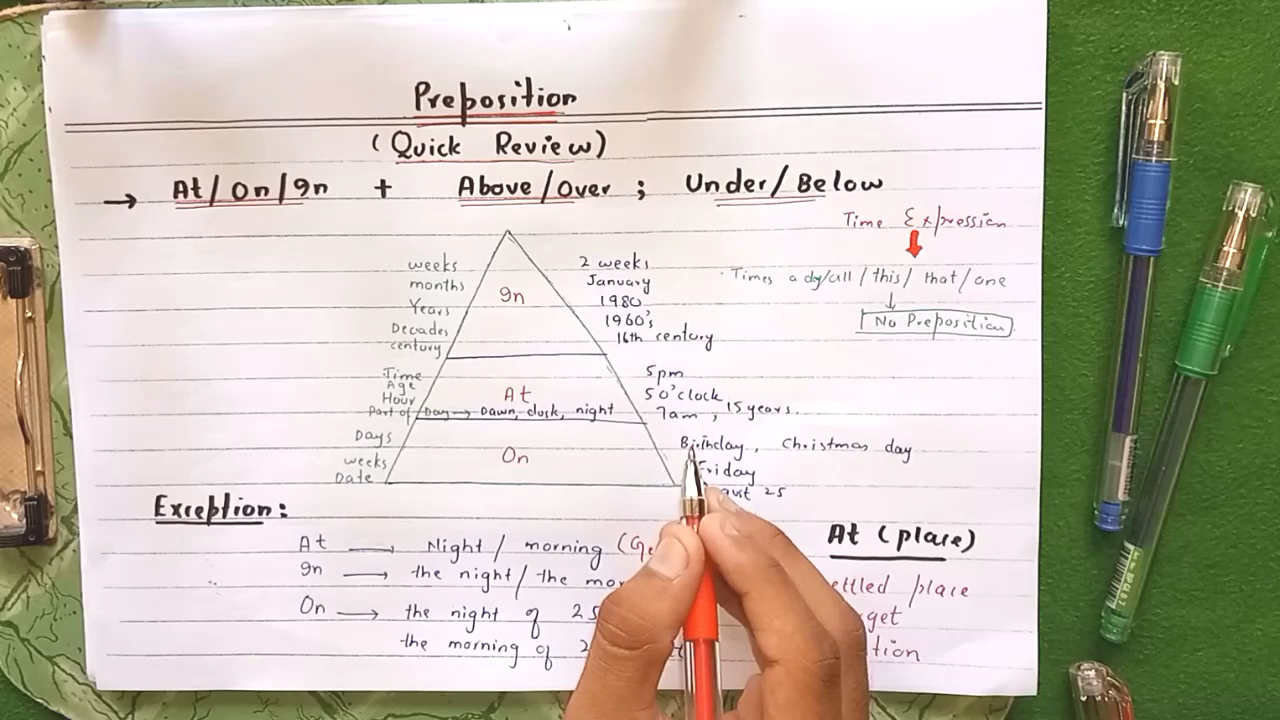 Preposition
(Quick Review)
→ At/On/In + Above/Over ; Under/Below
Time Expression
Times a day/all / this / that / one
No Preposition
weeks
months
Years
Decades
century
In
2 weeks
January
1980
1960's
16th century
Time
Age
Hour
Part of Day → Dawn, dusk, night
At
5pm
5 o'clock
7am , 15 years.
Days
weeks
Date
On
Birthday , Christmas day
Friday
25
Exception:
At → Night / morning
In → the night / the
On → the night of 25
the morning of
At (place)
place